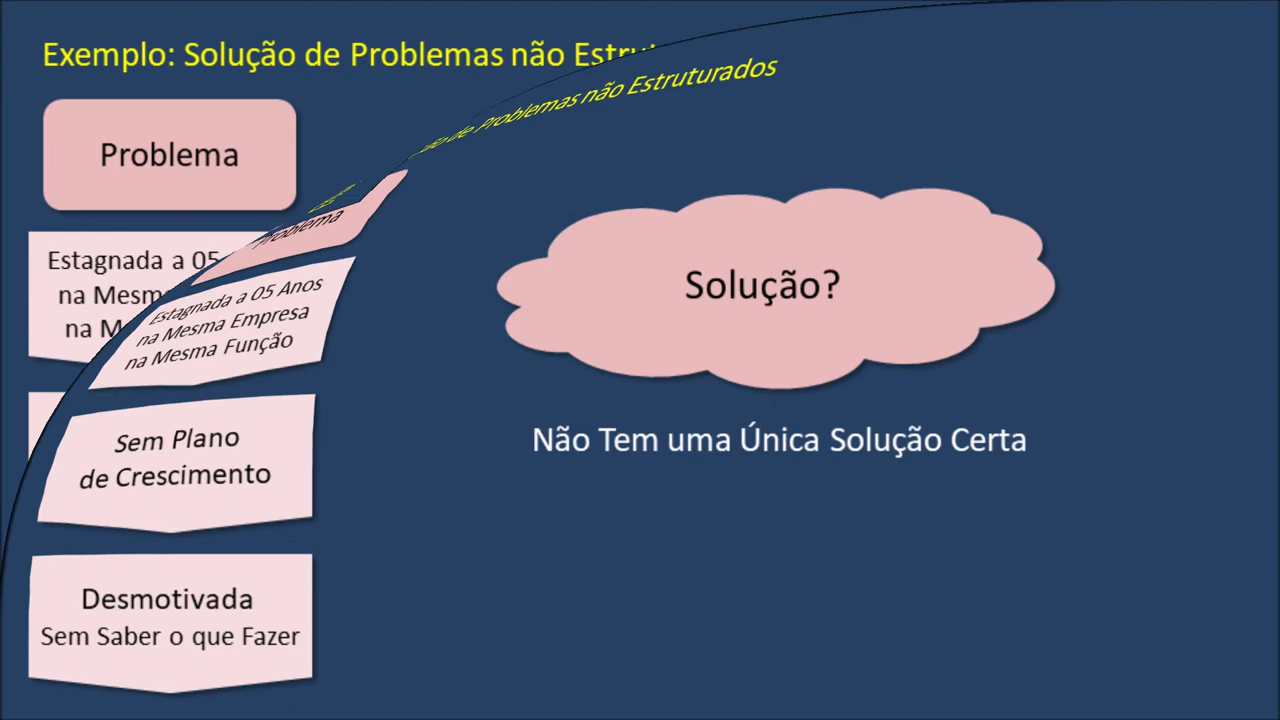 Exemplo: Solução de Problemas não Estrut
de Problemas não Estruturados
Problema
Problema
Estagnada a 05
na Mesm
na M
Estagnada a 05 Anos
na Mesma Empresa
na Mesma Função
Sem Plano
de Crescimento
Desmotivada
Sem Saber o que Fazer
Solução?
Não Tem uma Única Solução Certa